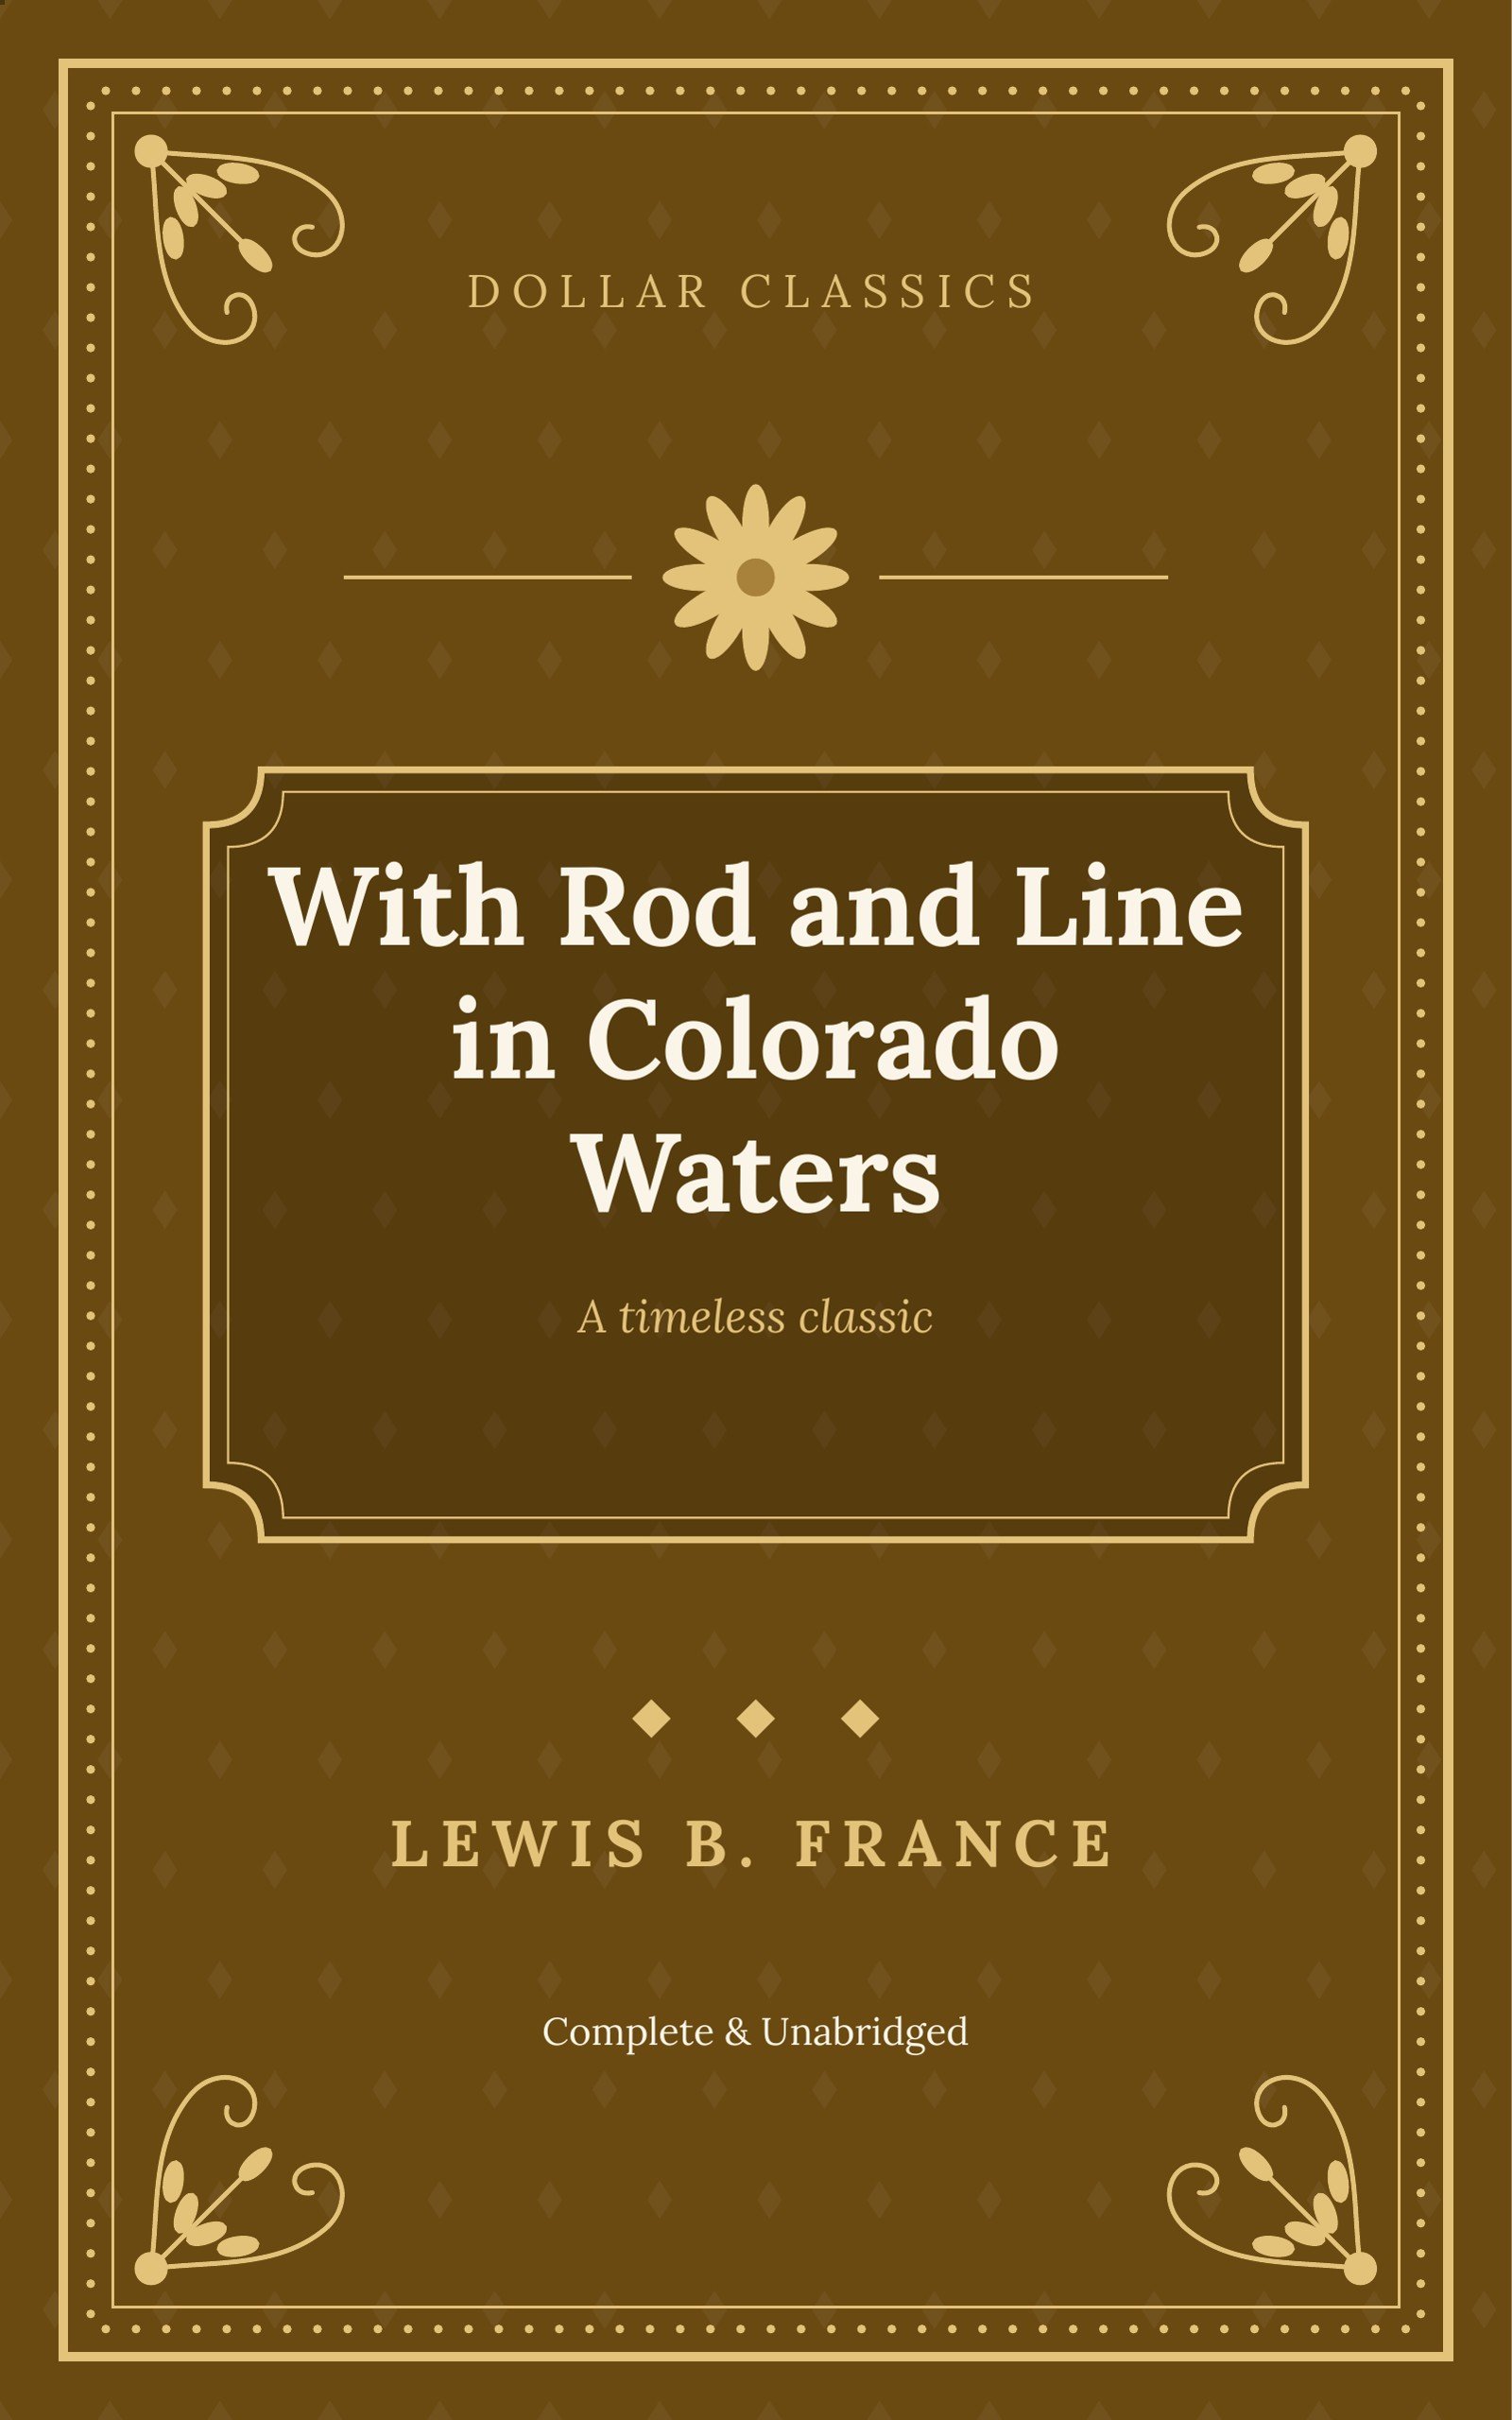 DOLLAR CLASSICS
With Rod and Line
in Colorado
Waters
A timeless classic
LEWIS B. FRANCE
Complete & Unabridged